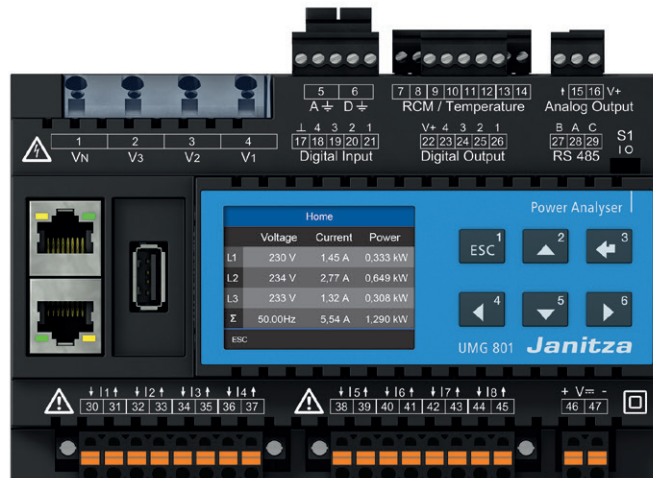 5 6
A ⏚ D ⏚
7 8 9 10 11 12 13 14
RCM / Temperature
↑ 15 16 V+
Analog Output
1 2 3 4
VN V3 V2 V1
⊥ 4 3 2 1
17 18 19 20 21
Digital Input
V+ 4 3 2 1
22 23 24 25 26
Digital Output
B A C
27 28 29
RS 485
S1
I O
Power Analyser
Home
Voltage Current Power
L1 230 V 1,45 A 0,333 kW
L2 234 V 2,77 A 0,649 kW
L3 233 V 1,32 A 0,308 kW
Σ 50.00Hz 5,54 A 1,290 kW
ESC
ESC 1
2
3
4
5
6
UMG 801 Janitza
I1 I2 I3 I4
30 31 32 33 34 35 36 37
I5 I6 I7 I8
38 39 40 41 42 43 44 45
+ V= -
46 47